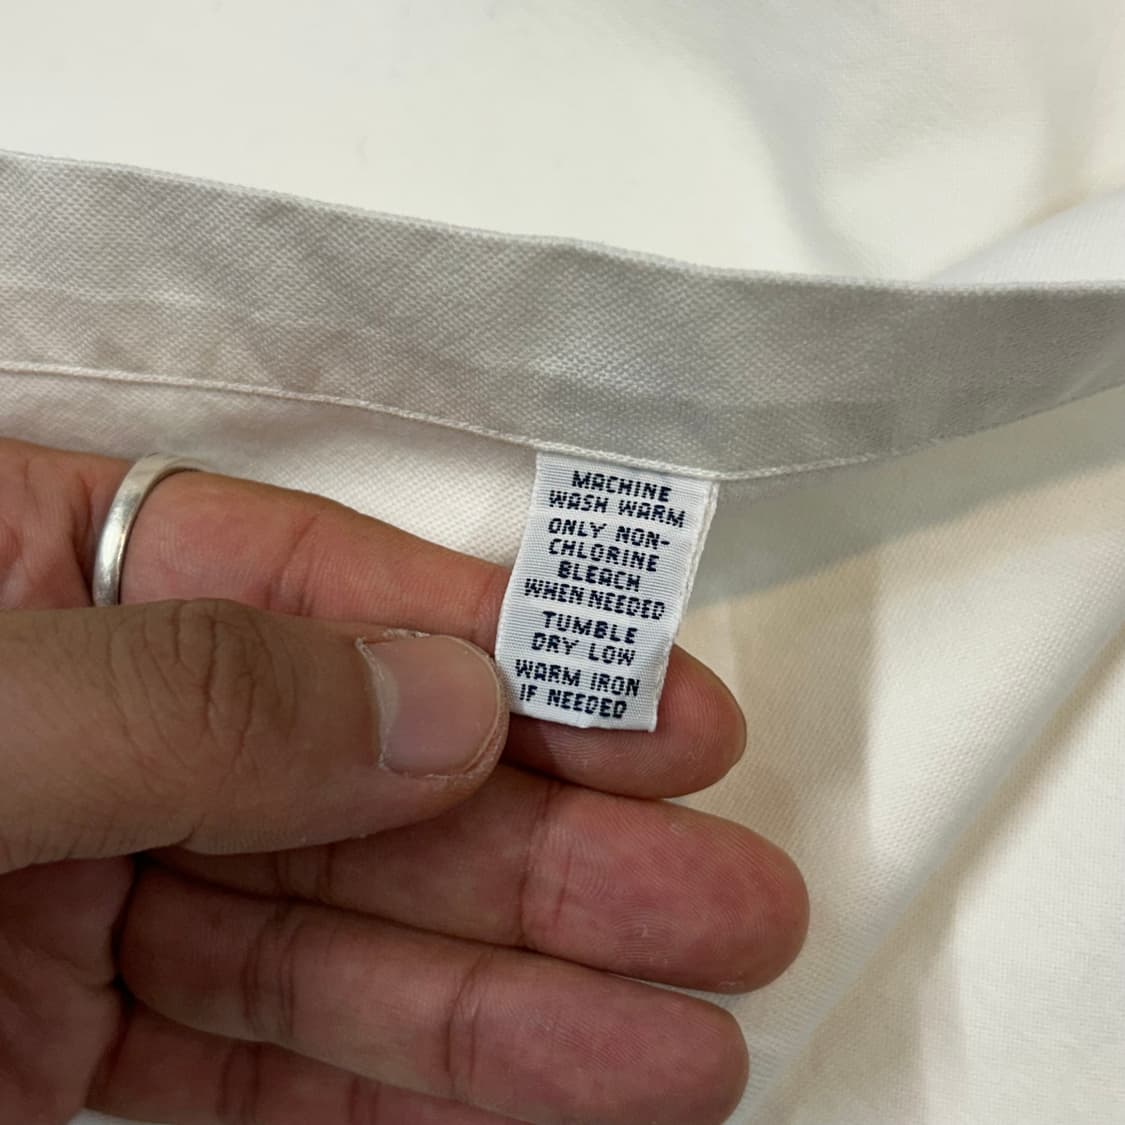 MACHINE
WASH WARM
ONLY NON-
CHLORINE
BLEACH
WHEN NEEDED
TUMBLE
DRY LOW
WARM IRON
IF NEEDED